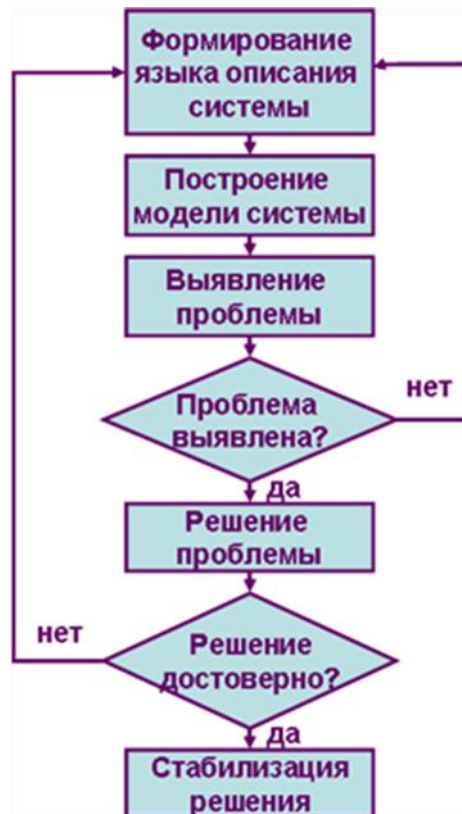 Формирование
языка описания
системы
Построение
модели системы
Выявление
проблемы
Проблема
выявлена?
нет
да
Решение
проблемы
нет
Решение
достоверно?
да
Стабилизация
решения